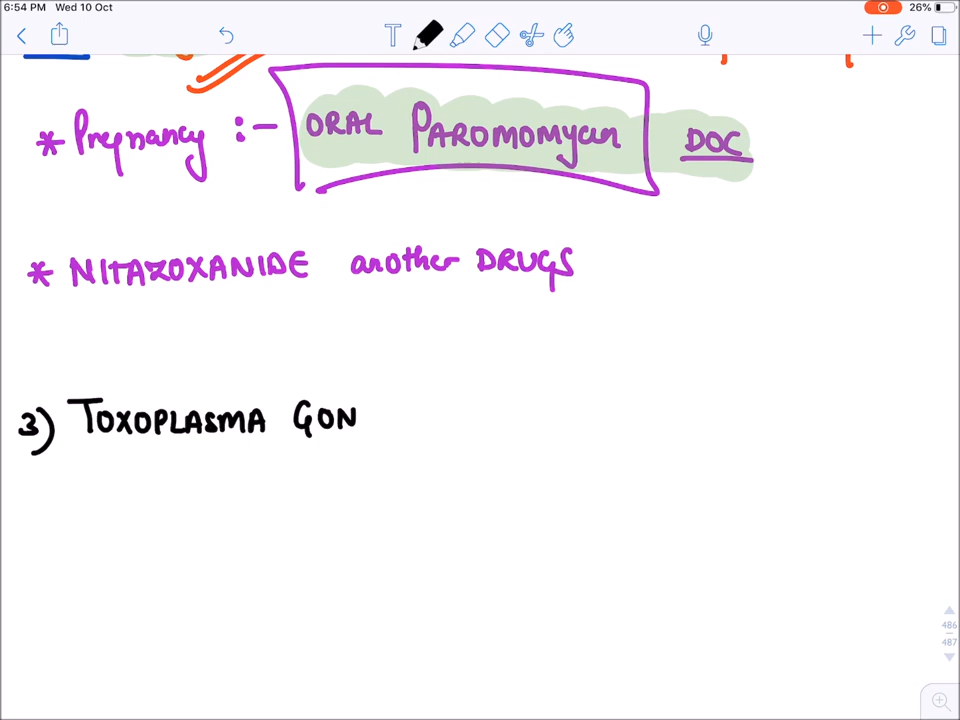 6:54 PM Wed 10 Oct 26%
T
* Pregnancy :- ORAL PAROMOMycin DOC
* NITAZOXANIDE another DRUGS
3) TOXOPLASMA GON
486
487